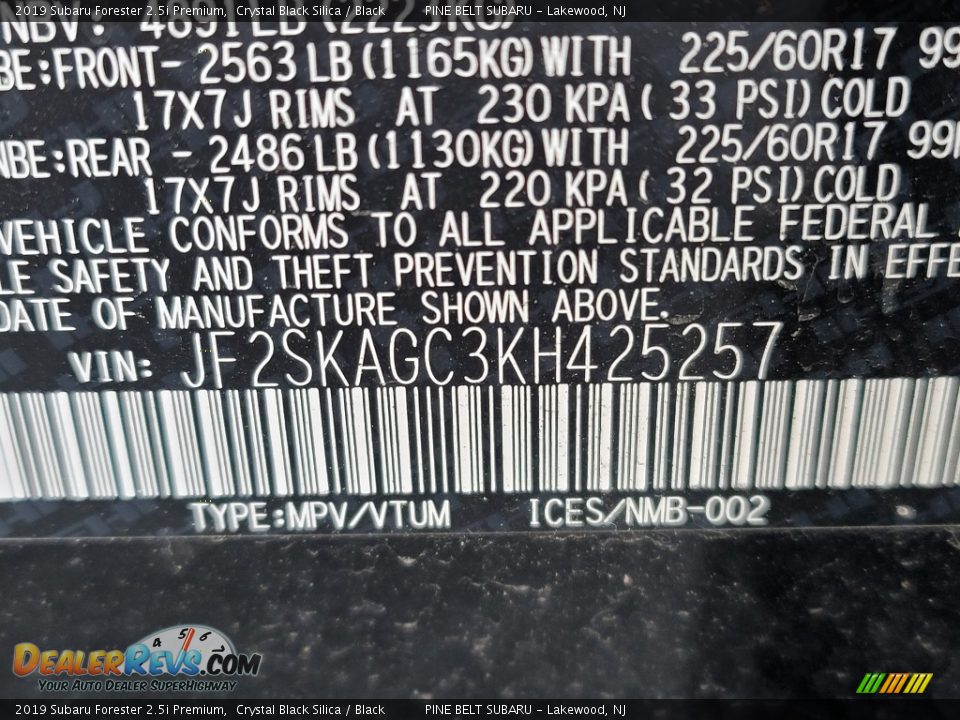 2019 Subaru Forester 2.5i Premium, Crystal Black Silica / Black PINE BELT SUBARU - Lakewood, NJ
BE:FRONT- 2563 LB(1165KG)WITH 225/60R17 99
17X7J RIMS AT 230 KPA( 33 PSI)COLD
NBE:REAR - 2486 LB(1130KG)WITH 225/60R17 99
17X7J RIMS AT 220 KPA( 32 PSI)COLD
VEHICLE CONFORMS TO ALL APPLICABLE FEDERAL
LE SAFETY AND THEFT PREVENTION STANDARDS IN EFFE
DATE OF MANUFACTURE SHOWN ABOVE.
VIN: JF2SKAGC3KH425257
TYPE:MPV/VTUM ICES/NMB-002
4 5 6
DEALERREVS.COM
YOUR AUTO DEALER SUPERHIGHWAY
2019 Subaru Forester 2.5i Premium, Crystal Black Silica / Black PINE BELT SUBARU - Lakewood, NJ